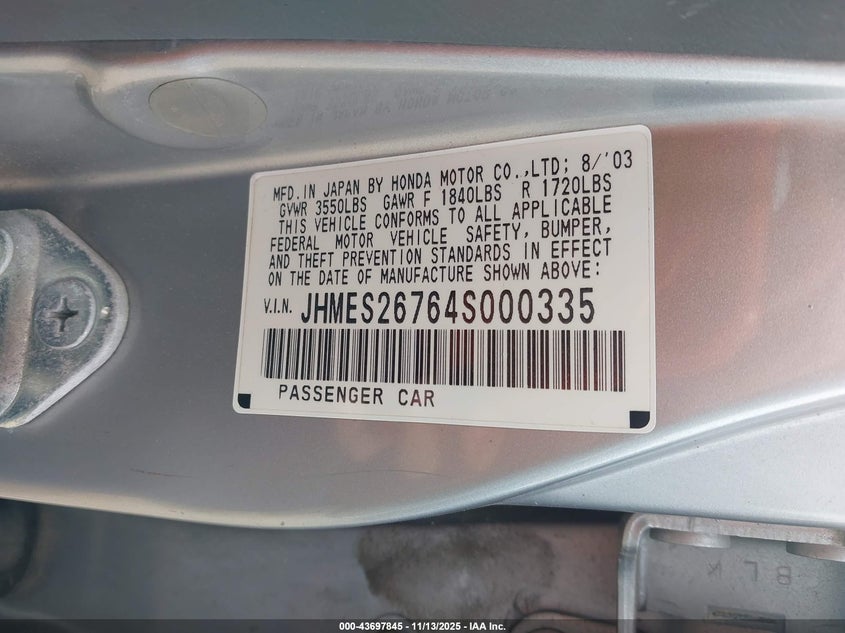 MFD. IN JAPAN BY HONDA MOTOR CO.,LTD; 8/'03
GVWR 3550LBS GAWR F 1840LBS R 1720LBS
THIS VEHICLE CONFORMS TO ALL APPLICABLE
FEDERAL MOTOR VEHICLE SAFETY, BUMPER,
AND THEFT PREVENTION STANDARDS IN EFFECT
ON THE DATE OF MANUFACTURE SHOWN ABOVE:
V.I.N. JHMES26764S000335
PASSENGER CAR
BLK
000-43697845 - 11/13/2025 - IAA Inc.